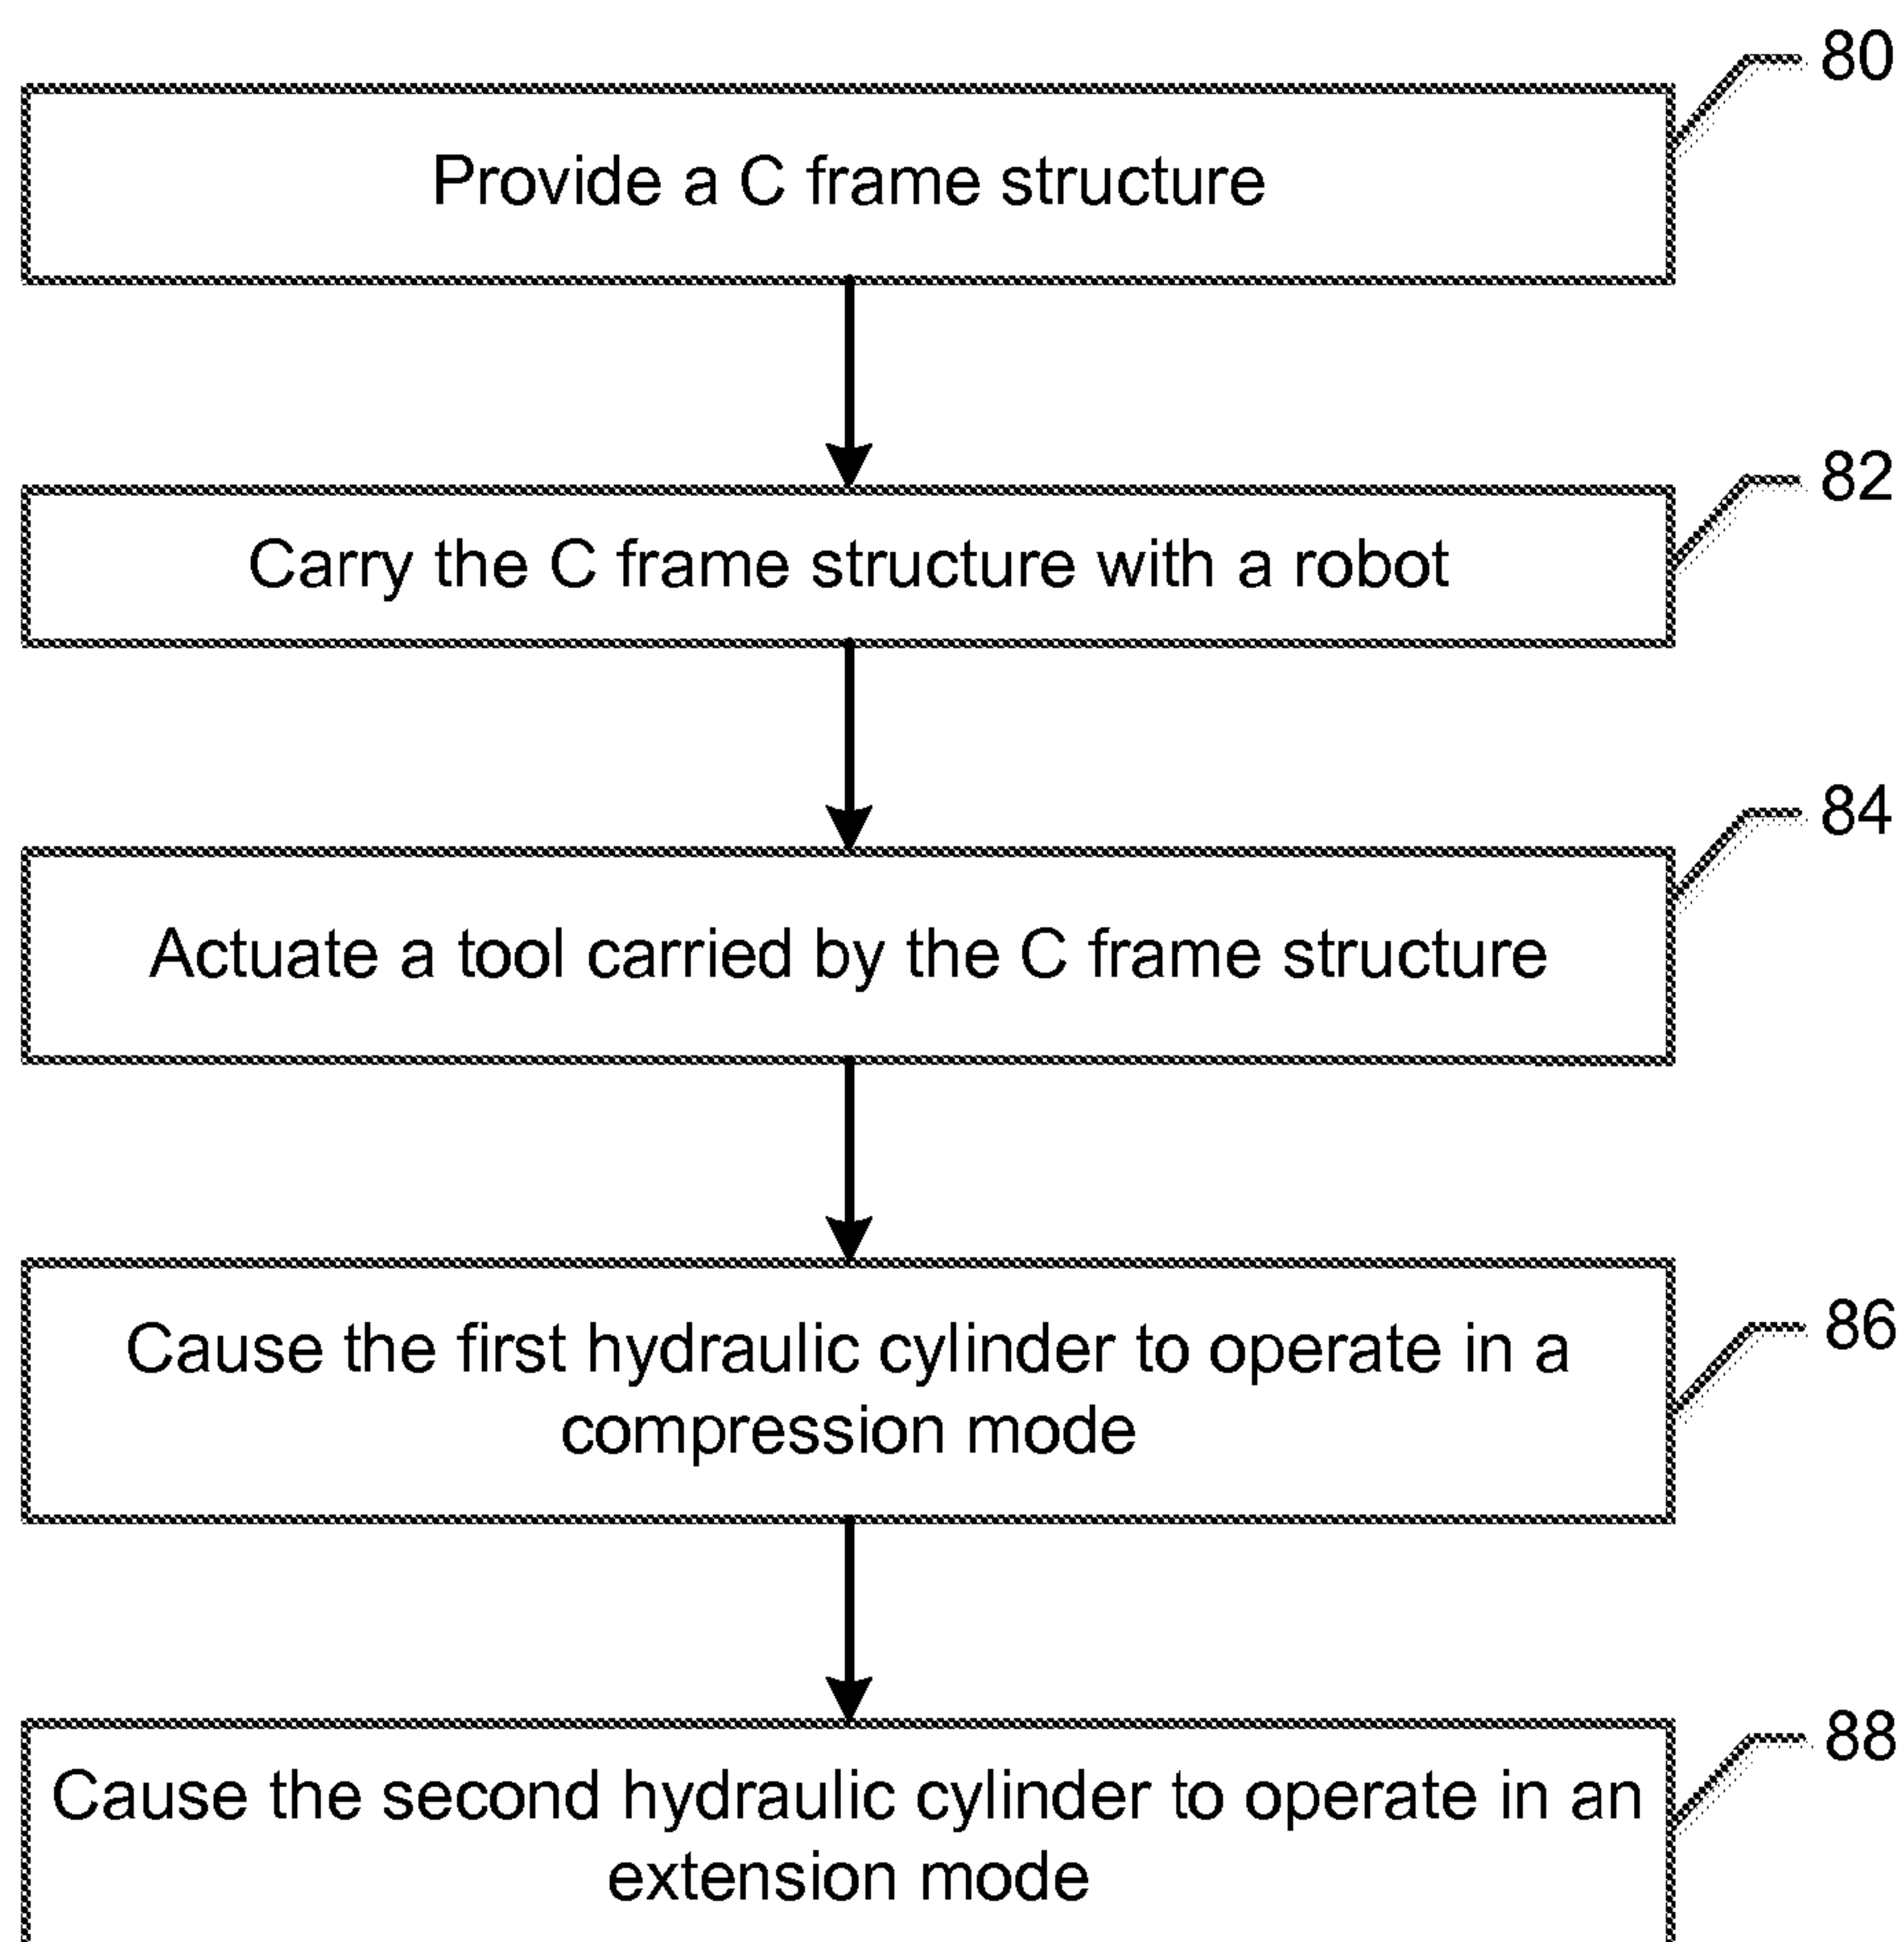 80
Provide a C frame structure
82
Carry the C frame structure with a robot
84
Actuate a tool carried by the C frame structure
86
Cause the first hydraulic cylinder to operate in a
compression mode
88
Cause the second hydraulic cylinder to operate in an
extension mode